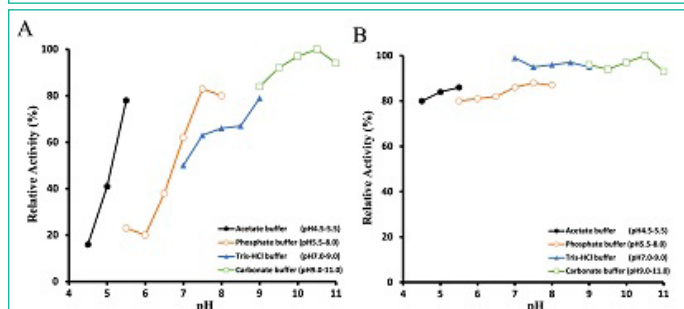 A
100
80
60
40
20
0
Relative Activity (%)
Acetate buffer (pH4.5-5.5)
Phosphate buffer (pH5.5-8.0)
Tris-HCl buffer (pH7.0-9.0)
Carbonate buffer (pH9.0-11.0)
4 5 6 7 8 9 10 11
pH
B
120
100
80
60
40
20
0
Relative Activity (%)
Acetate buffer (pH4.5-5.5)
Phosphate buffer (pH5.5-8.0)
Tris-HCl buffer (pH7.0-9.0)
Carbonate buffer (pH9.0-11.0)
4 5 6 7 8 9 10 11
pH